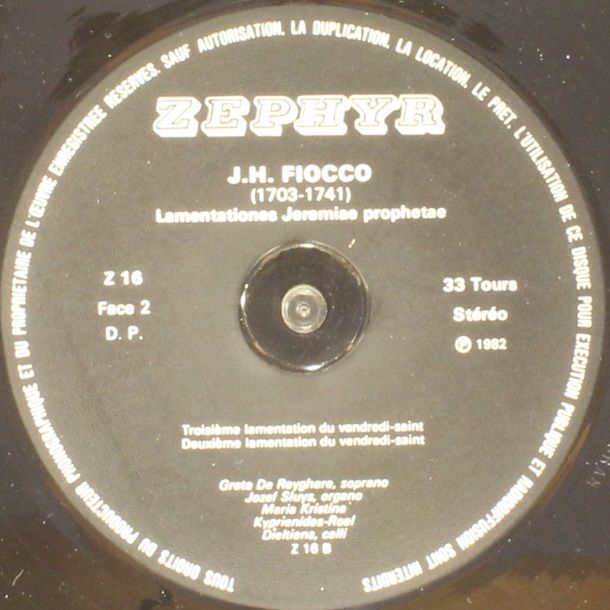 TOUS DROITS DU PRODUCTEUR PHONOGRAPHIQUE ET DU PROPRIETAIRE DE L'ŒUVRE ENREGISTREE RESERVES. SAUF AUTORISATION, LA DUPLICATION, LA LOCATION, LE PRET, L'UTILISATION DE CE DISQUE POUR EXECUTION PUBLIQUE ET RADIODIFFUSION SONT INTERDITS
ZEPHYR
J.H. FIOCCO
(1703-1741)
Lamentationes Jeremiae prophetae
Z 16
Face 2
D. P.
33 Tours
Stéréo
℗ 1982
Troisième lamentation du vendredi-saint
Deuxième lamentation du vendredi-saint
Greta De Reyghere, soprano
Jozef Sluys, organo
Maria Kristina
Kyprianides-Roel
Dieltiens, celli
Z 16 B